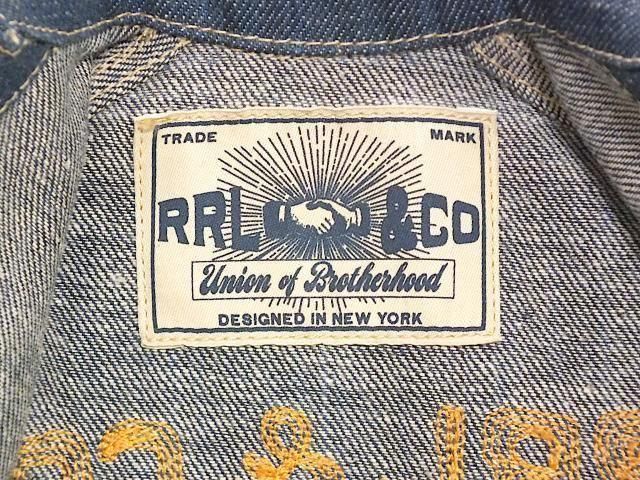 TRADE MARK
RRL &CO
Union of Brotherhood
DESIGNED IN NEW YORK